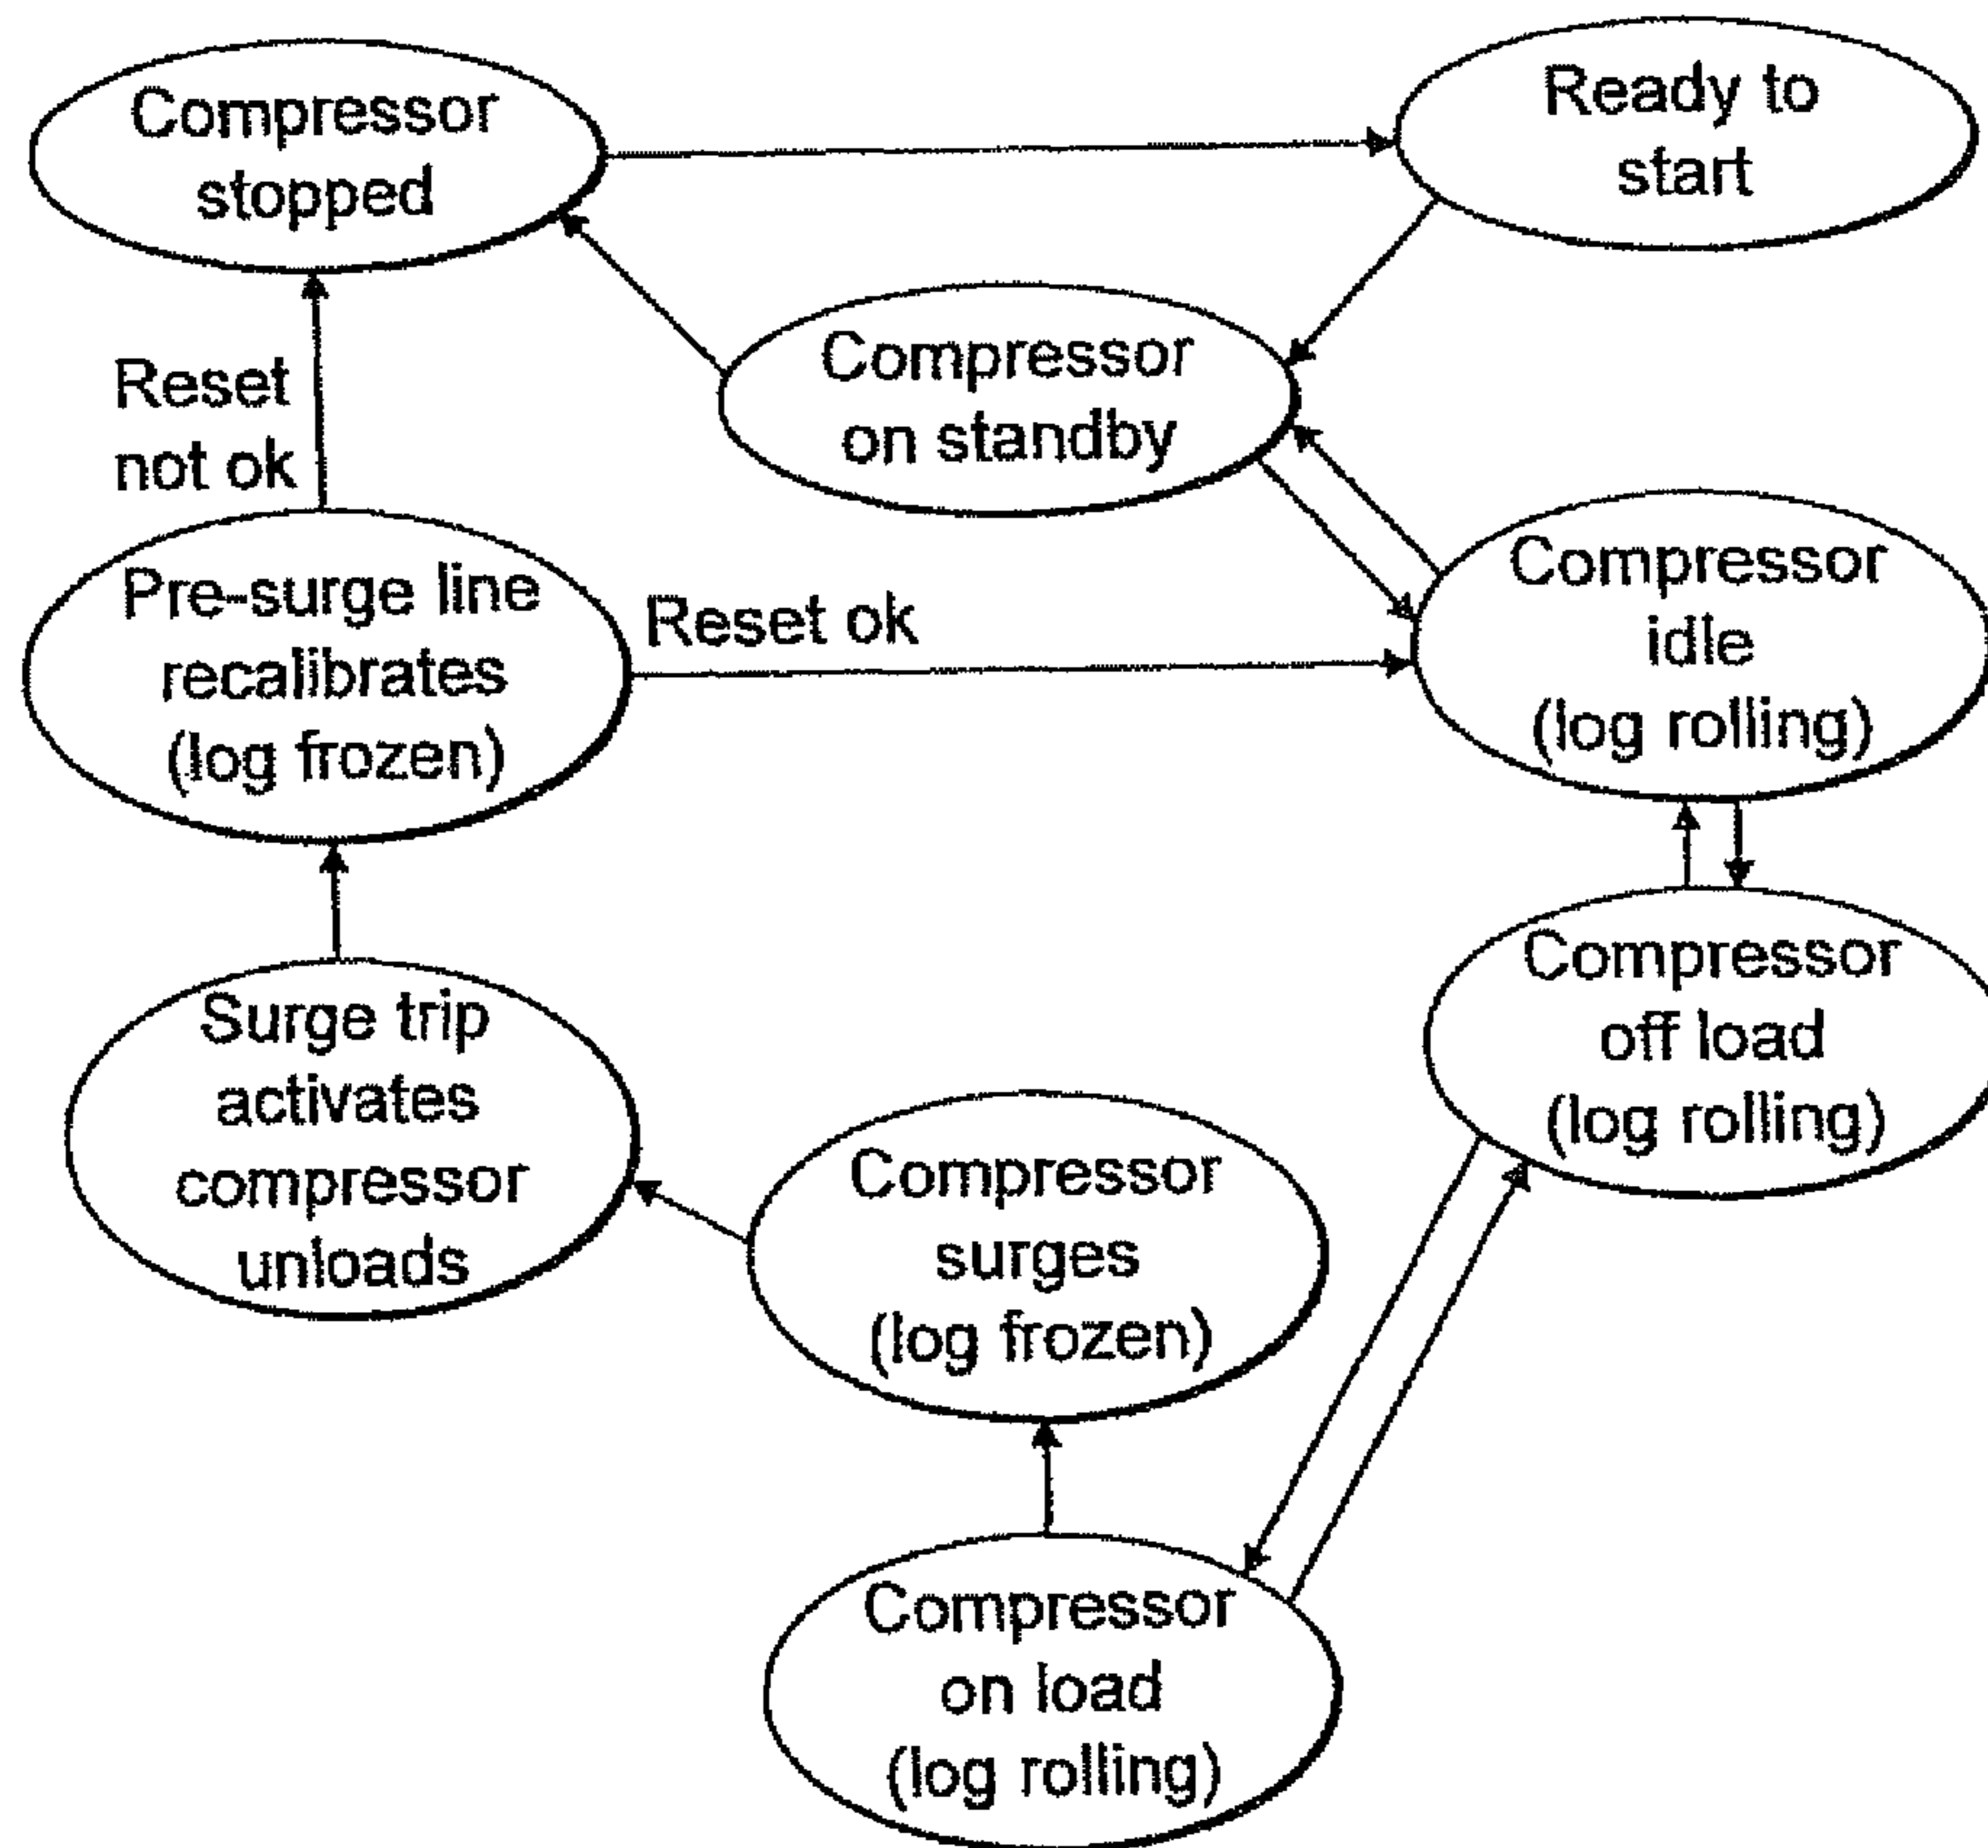 Compressor
stopped
Ready to
start
Compressor
on standby
Reset
not ok
Pre-surge line
recalibrates
(log frozen)
Reset ok
Compressor
idle
(log rolling)
Compressor
off load
(log rolling)
Surge trip
activates
compressor
unloads
Compressor
surges
(log frozen)
Compressor
on load
(log rolling)